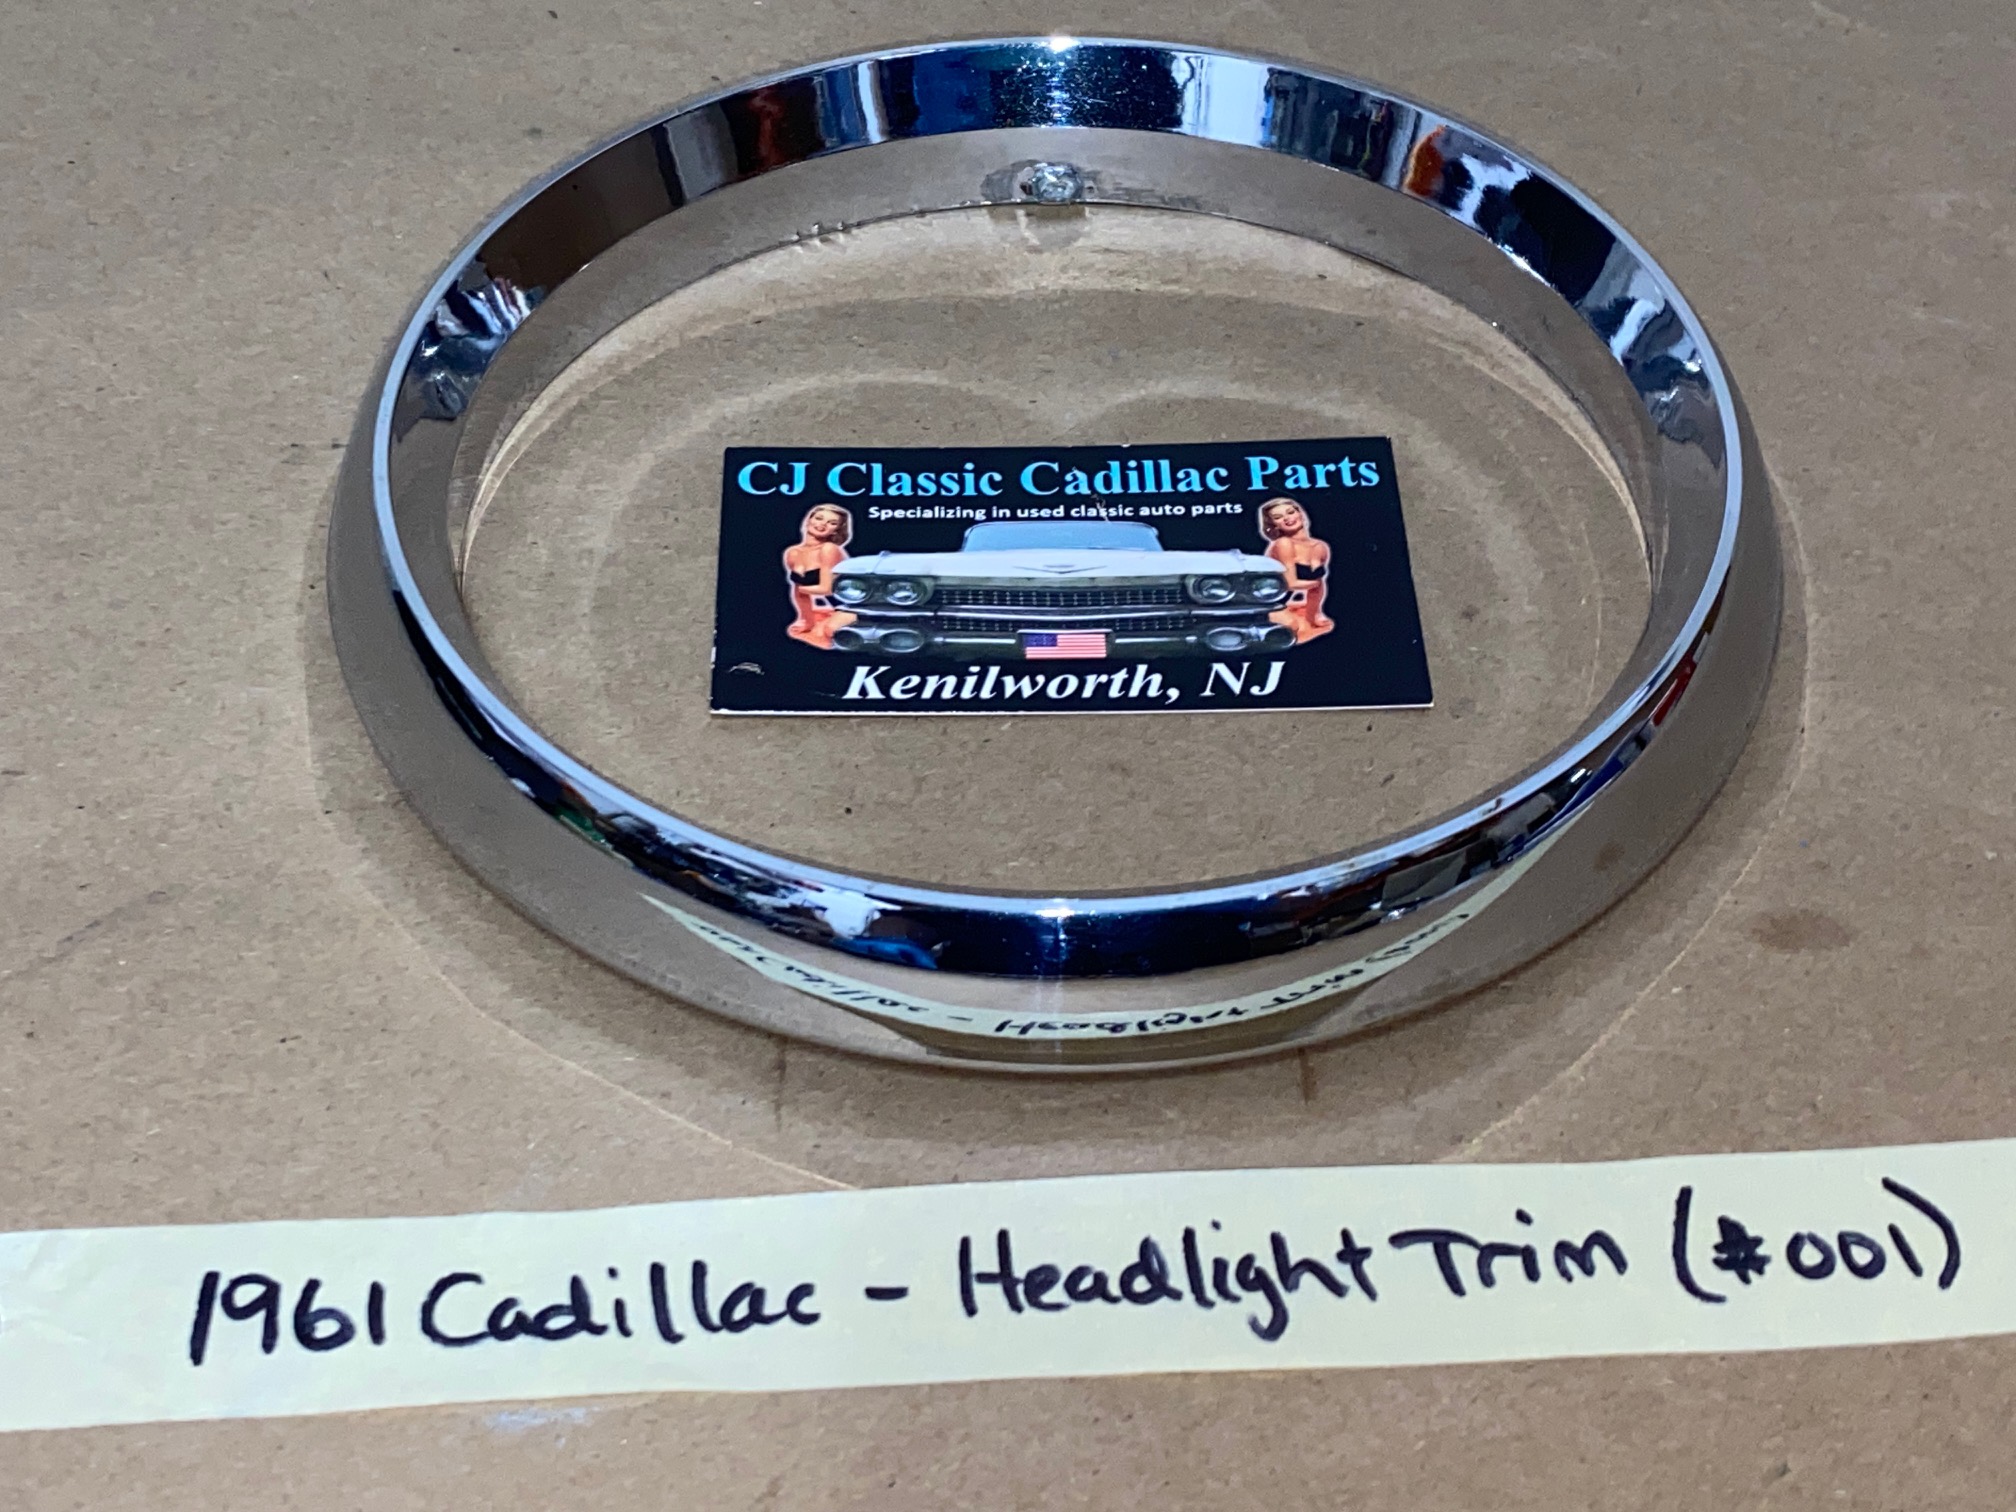 CJ Classic Cadillac Parts
Specializing in used classic auto parts
Kenilworth, NJ
1961 Cadillac - Headlight Trim (#001)